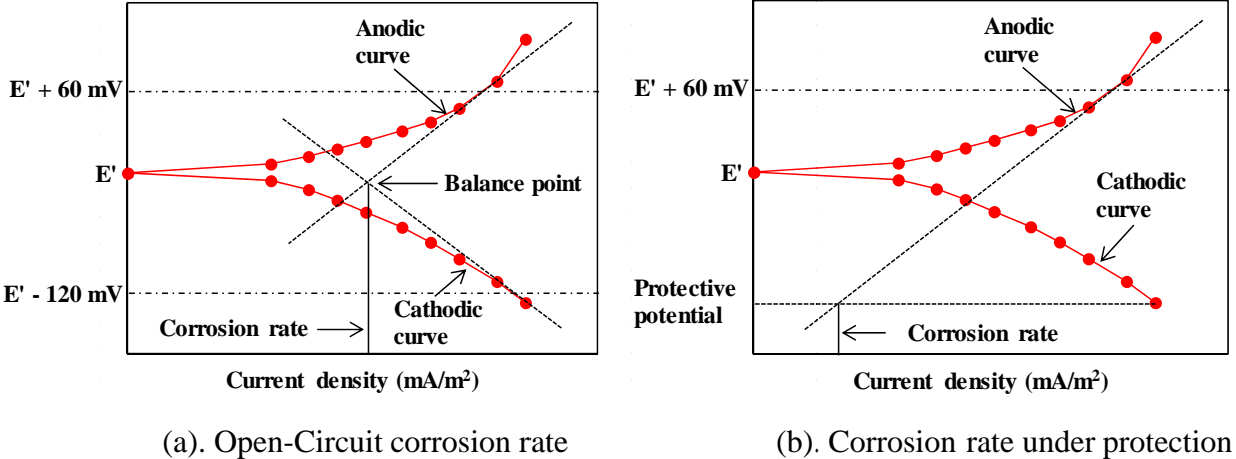 Anodic
curve
E' + 60 mV
E'
Balance point
E' - 120 mV
Cathodic
curve
Corrosion rate
Current density (mA/m²)
(a). Open-Circuit corrosion rate
Anodic
curve
E' + 60 mV
E'
Cathodic
curve
Protective
potential
Corrosion rate
Current density (mA/m²)
(b). Corrosion rate under protection